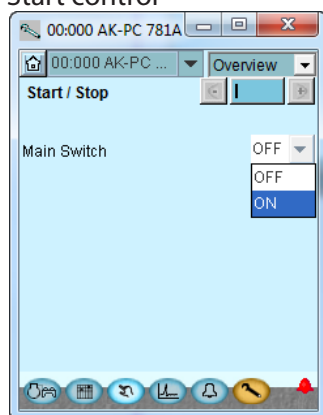 Start control
00:000 AK-PC 781A
00:000 AK-PC ... Overview
Start / Stop
Main Switch OFF
OFF
ON